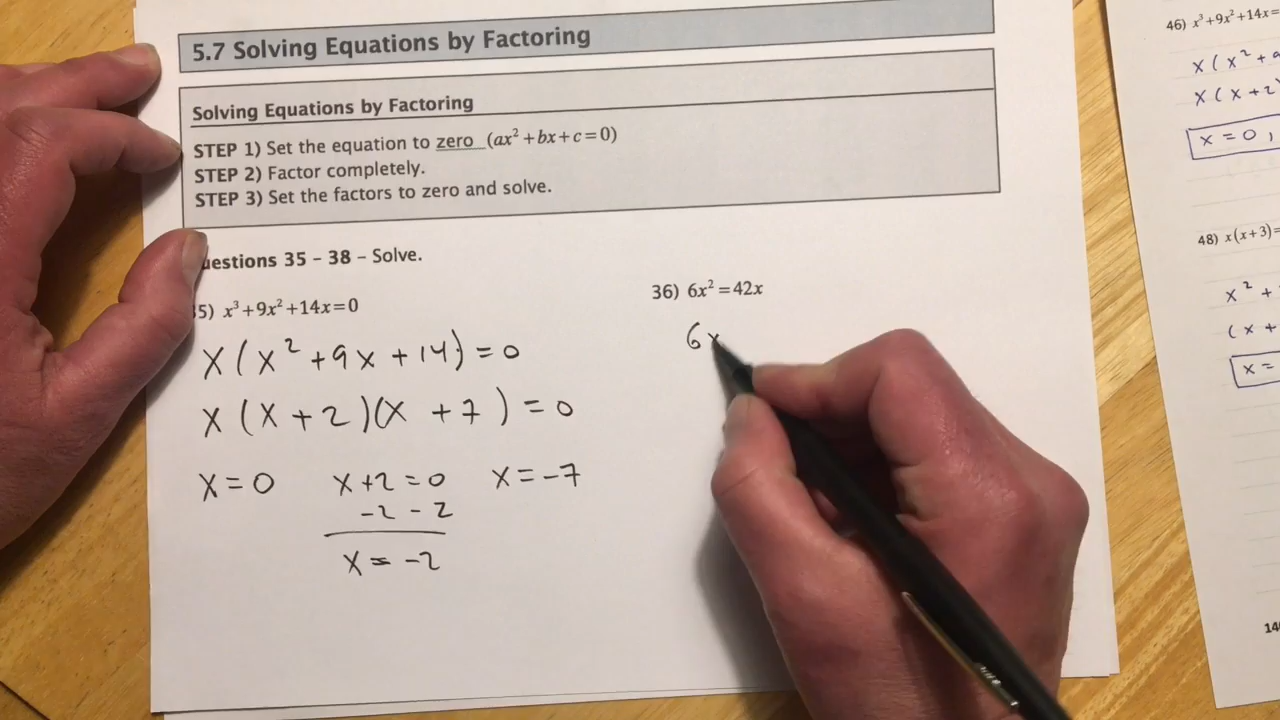 5.7 Solving Equations by Factoring
Solving Equations by Factoring
STEP 1) Set the equation to zero (ax² + bx + c = 0)
STEP 2) Factor completely.
STEP 3) Set the factors to zero and solve.
uestions 35 – 38 – Solve.
5) x³+9x²+14x=0
x(x² +9x +14) = 0
x(x+2)(x +7) = 0
x = 0 x+2 = 0 x = -7
-2 -2
x = -2
36) 6x² = 42x
6x
46) x³+9x²+14x=
x(x² +
x(x+2)
x = 0,
48) x(x+3)=
x² +
(x +
x =
14